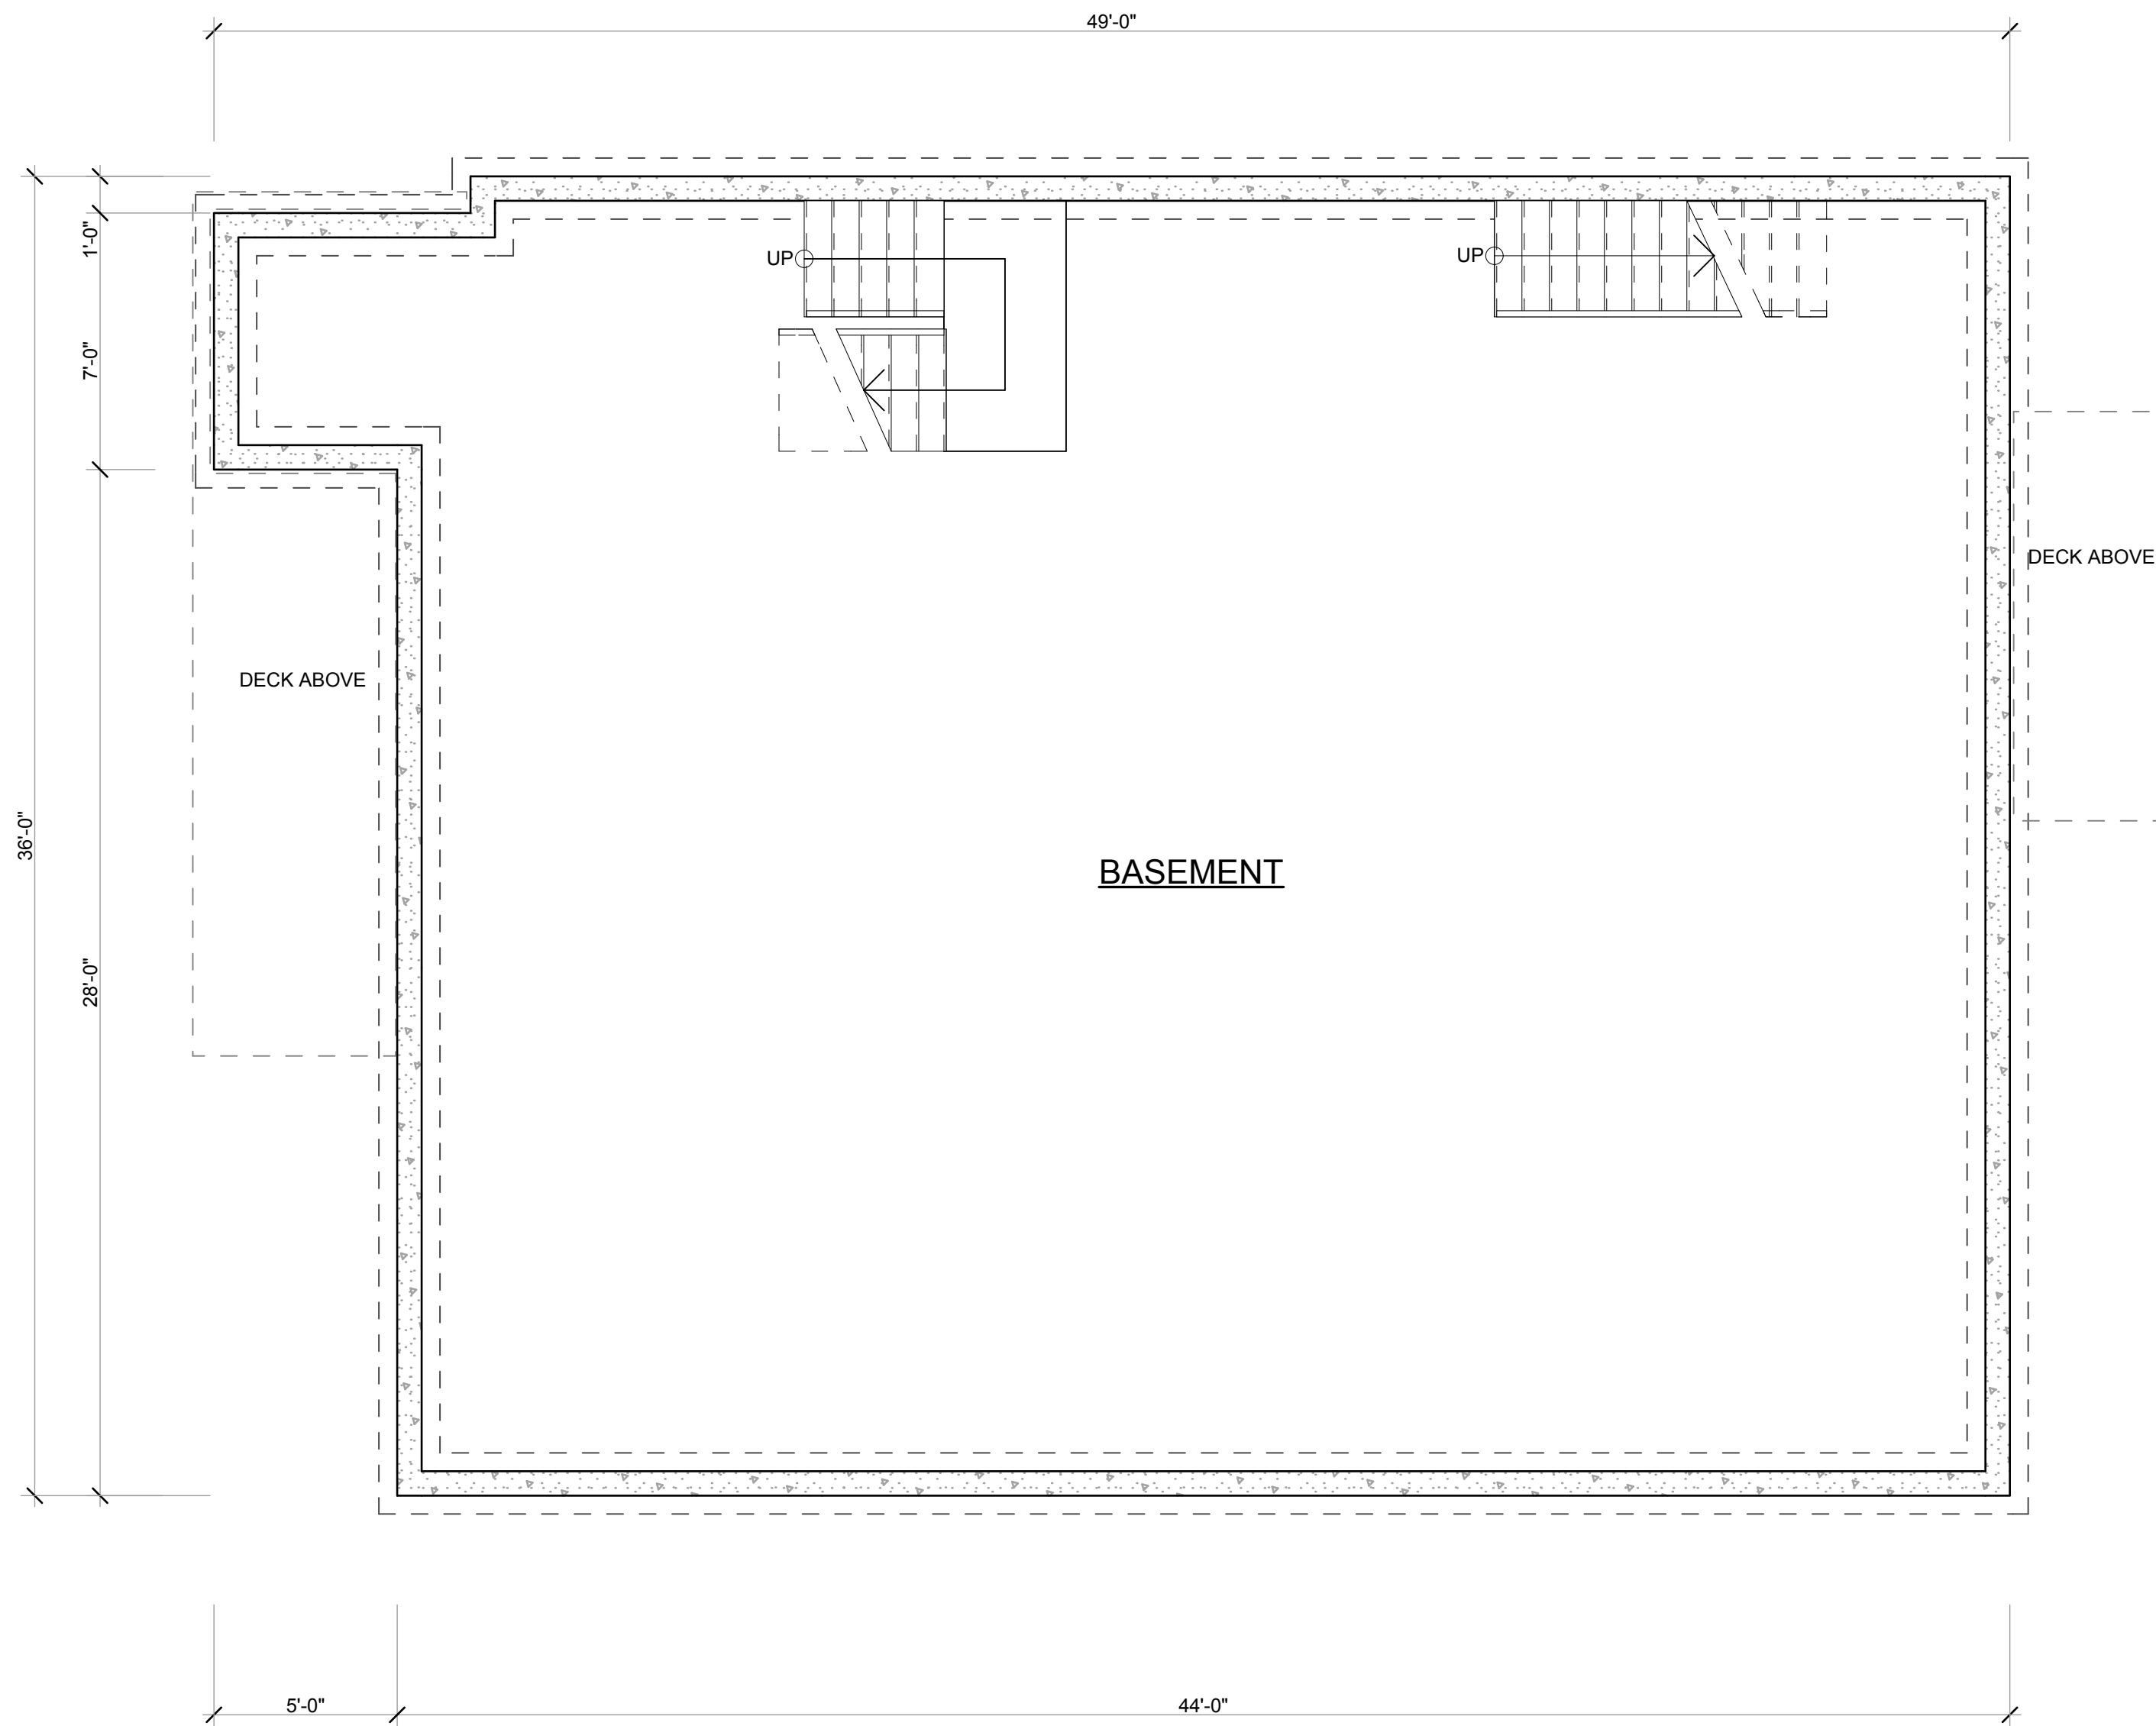 49'-0"
1'-0"
UP
UP
7'-0"
DECK ABOVE
DECK ABOVE
36'-0"
BASEMENT
28'-0"
5'-0"
44'-0"